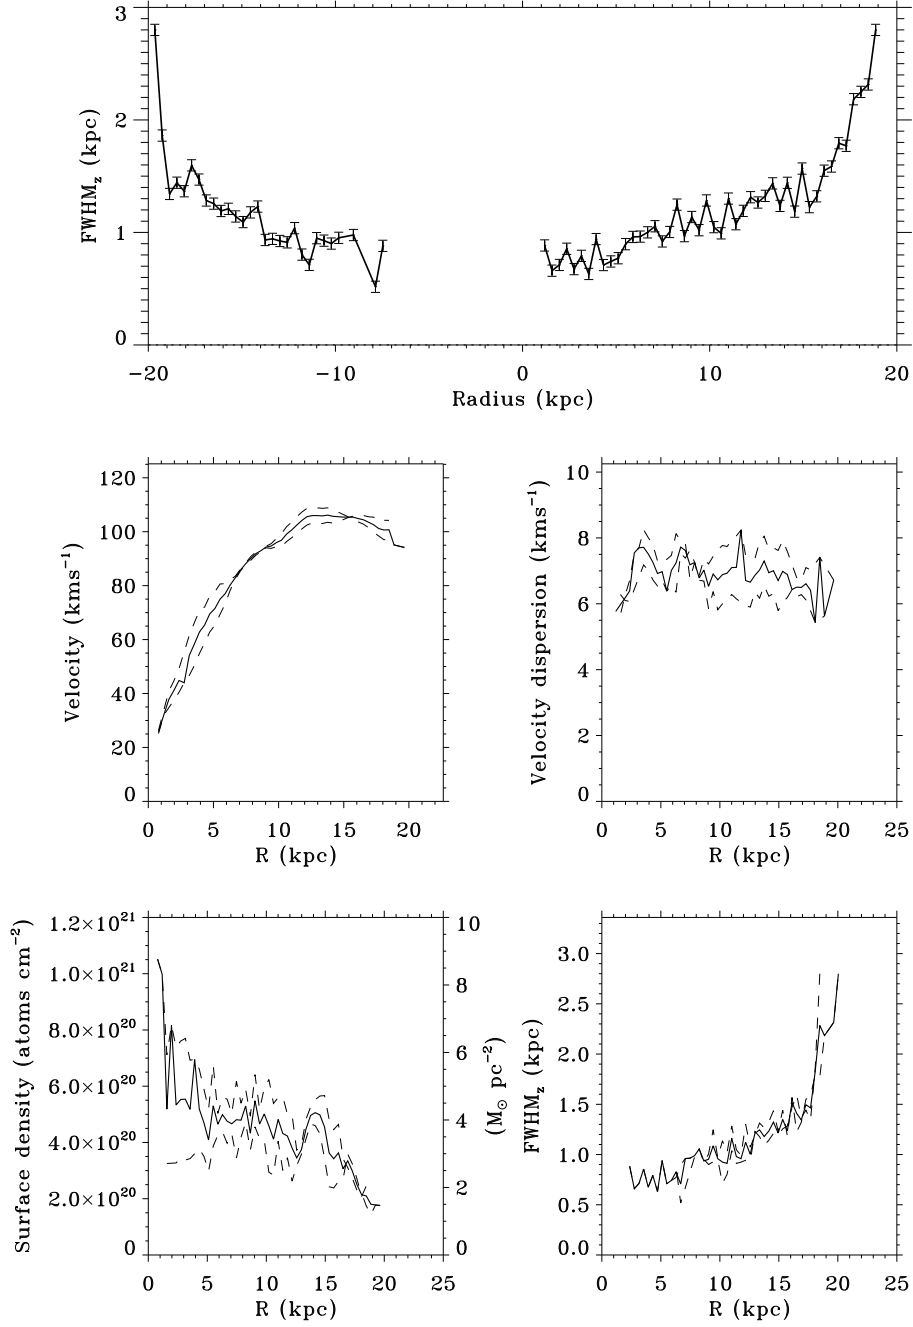 3
2
1
0
FWHM_z (kpc)
−20 −10 0 10 20
Radius (kpc)
120
100
80
60
40
20
0
Velocity (kms⁻¹)
0 5 10 15 20
R (kpc)
10
8
6
4
2
0
Velocity dispersion (kms⁻¹)
0 5 10 15 20 25
R (kpc)
1.2×10²¹
1.0×10²¹
8.0×10²⁰
6.0×10²⁰
4.0×10²⁰
2.0×10²⁰
0
Surface density (atoms cm⁻²)
10
8
6
4
2
0
(M☉ pc⁻²)
0 5 10 15 20 25
R (kpc)
3.0
2.5
2.0
1.5
1.0
0.5
0.0
FWHM_z (kpc)
0 5 10 15 20 25
R (kpc)